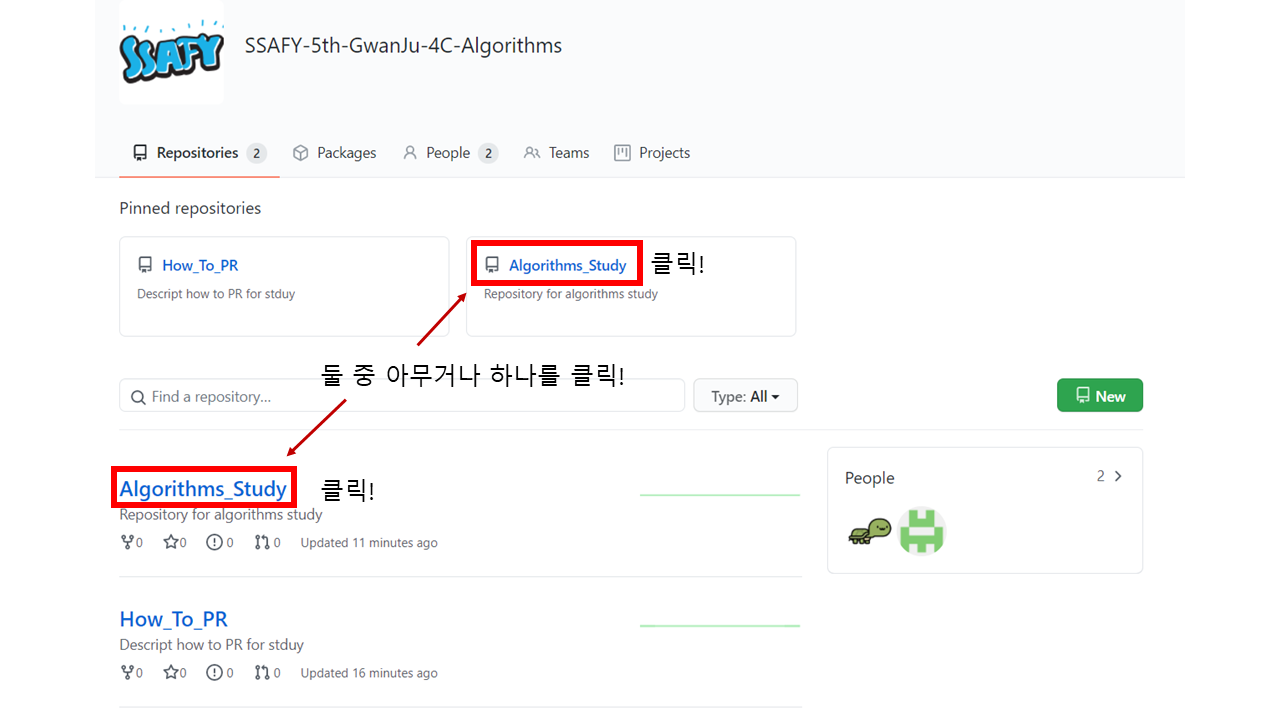 SSAFY
SSAFY-5th-GwanJu-4C-Algorithms
Repositories 2 Packages People 2 Teams Projects
Pinned repositories
How_To_PR
Descript how to PR for stduy
Algorithms_Study 클릭!
Repository for algorithms study
둘 중 아무거나 하나를 클릭!
Find a repository... Type: All New
Algorithms_Study 클릭!
Repository for algorithms study
0 0 0 0 Updated 11 minutes ago
People 2
How_To_PR
Descript how to PR for stduy
0 0 0 0 Updated 16 minutes ago